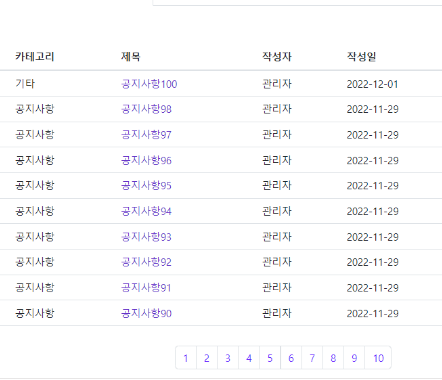 카테고리 제목 작성자 작성일
기타 공지사항100 관리자 2022-12-01
공지사항 공지사항98 관리자 2022-11-29
공지사항 공지사항97 관리자 2022-11-29
공지사항 공지사항96 관리자 2022-11-29
공지사항 공지사항95 관리자 2022-11-29
공지사항 공지사항94 관리자 2022-11-29
공지사항 공지사항93 관리자 2022-11-29
공지사항 공지사항92 관리자 2022-11-29
공지사항 공지사항91 관리자 2022-11-29
공지사항 공지사항90 관리자 2022-11-29
1 2 3 4 5 6 7 8 9 10